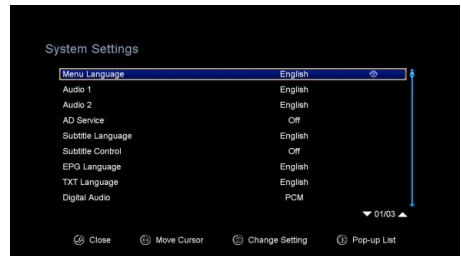 System Settings
Menu Language English
Audio 1 English
Audio 2 English
AD Service Off
Subtitle Language English
Subtitle Control Off
EPG Language English
TXT Language English
Digital Audio PCM
▼ 01/03 ▲
Close Move Cursor Change Setting Pop-up List